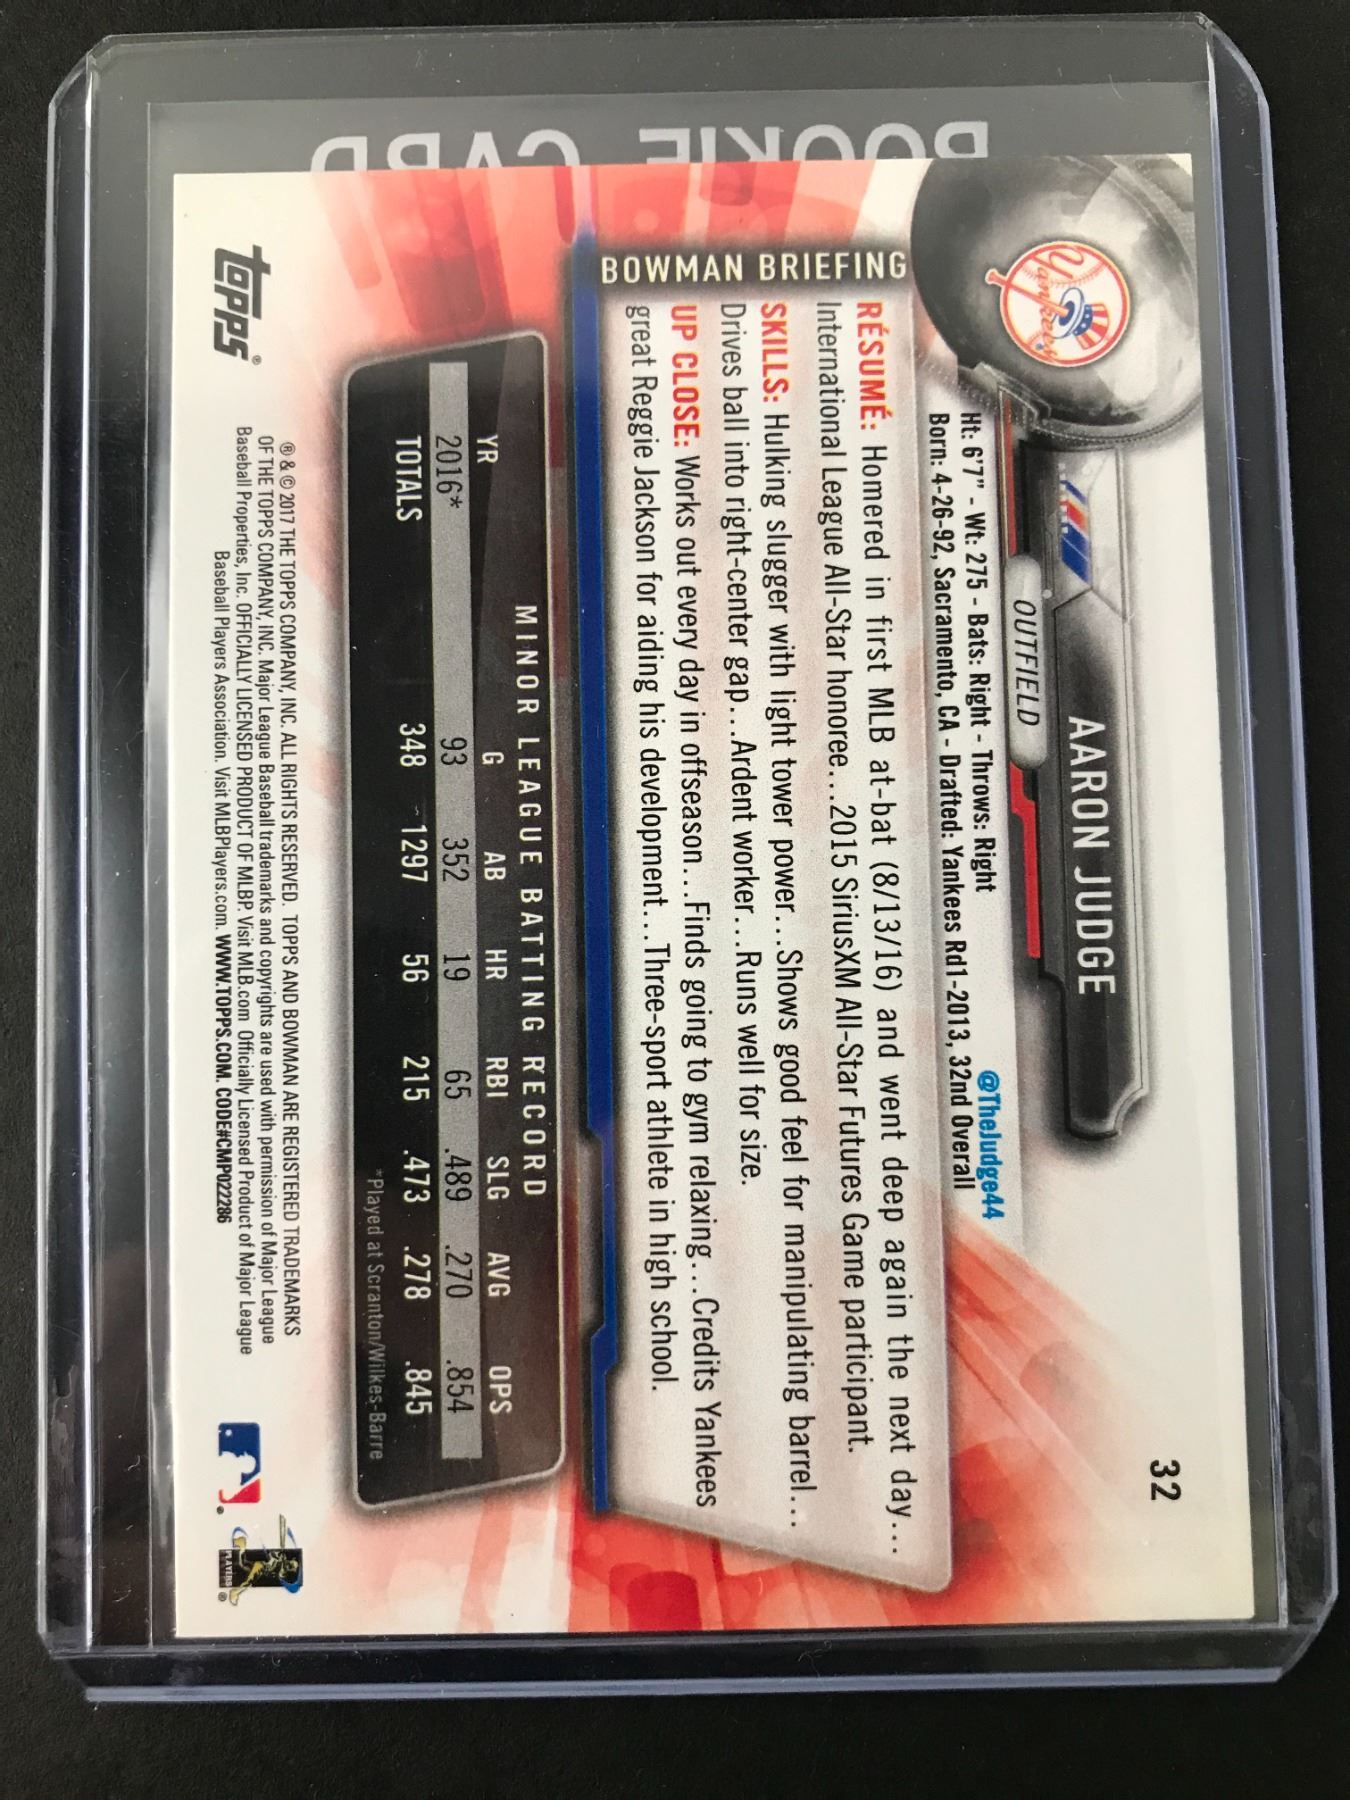 ROOKIE CARD
32
Yankees
AARON JUDGE
OUTFIELD
@TheJudge44
Ht: 6'7" - Wt: 275 - Bats: Right - Throws: Right
Born: 4-26-92, Sacramento, CA - Drafted: Yankees Rd1-2013, 32nd Overall
BOWMAN BRIEFING
RÉSUMÉ: Homered in first MLB at-bat (8/13/16) and went deep again the next day...
International League All-Star honoree...2015 SiriusXM All-Star Futures Game participant.
SKILLS: Hulking slugger with light tower power...Shows good feel for manipulating barrel...
Drives ball into right-center gap...Ardent worker...Runs well for size.
UP CLOSE: Works out every day in offseason...Finds going to gym relaxing...Credits Yankees
great Reggie Jackson for aiding his development...Three-sport athlete in high school.
MINOR LEAGUE BATTING RECORD
YR G AB HR RBI SLG AVG OPS
2016* 93 352 19 65 .489 .270 .854
TOTALS 348 1297 56 215 .473 .278 .845
*Played at Scranton/Wilkes-Barre
topps®
® & © 2017 THE TOPPS COMPANY, INC. ALL RIGHTS RESERVED. TOPPS AND BOWMAN ARE REGISTERED TRADEMARKS
OF THE TOPPS COMPANY, INC. Major League Baseball trademarks and copyrights are used with permission of Major League
Baseball Properties, Inc. OFFICIALLY LICENSED PRODUCT OF MLBP. Visit MLB.com Officially Licensed Product of Major League
Baseball Players Association. Visit MLBPlayers.com. WWW.TOPPS.COM. CODE#CMP022286
PLAYERS